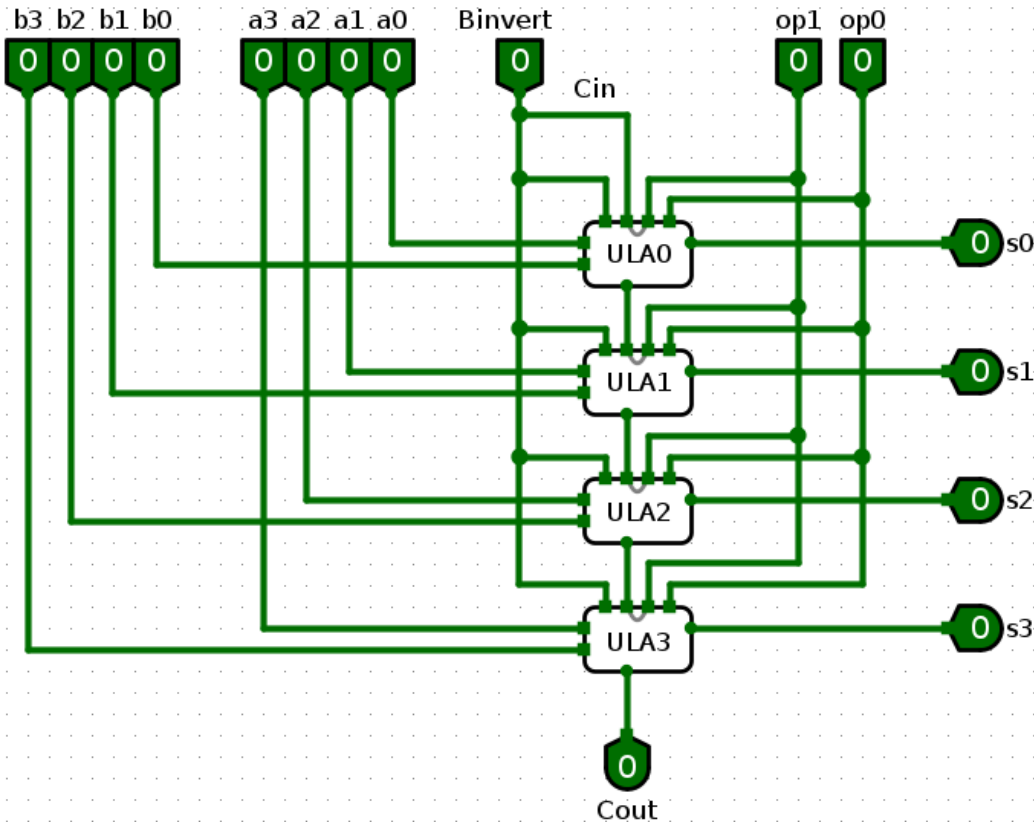 b3 b2 b1 b0 a3 a2 a1 a0 Binvert op1 op0
0 0 0 0 0 0 0 0 0 0 0
Cin
ULA0 0 s0
ULA1 0 s1
ULA2 0 s2
ULA3 0 s3
0
Cout